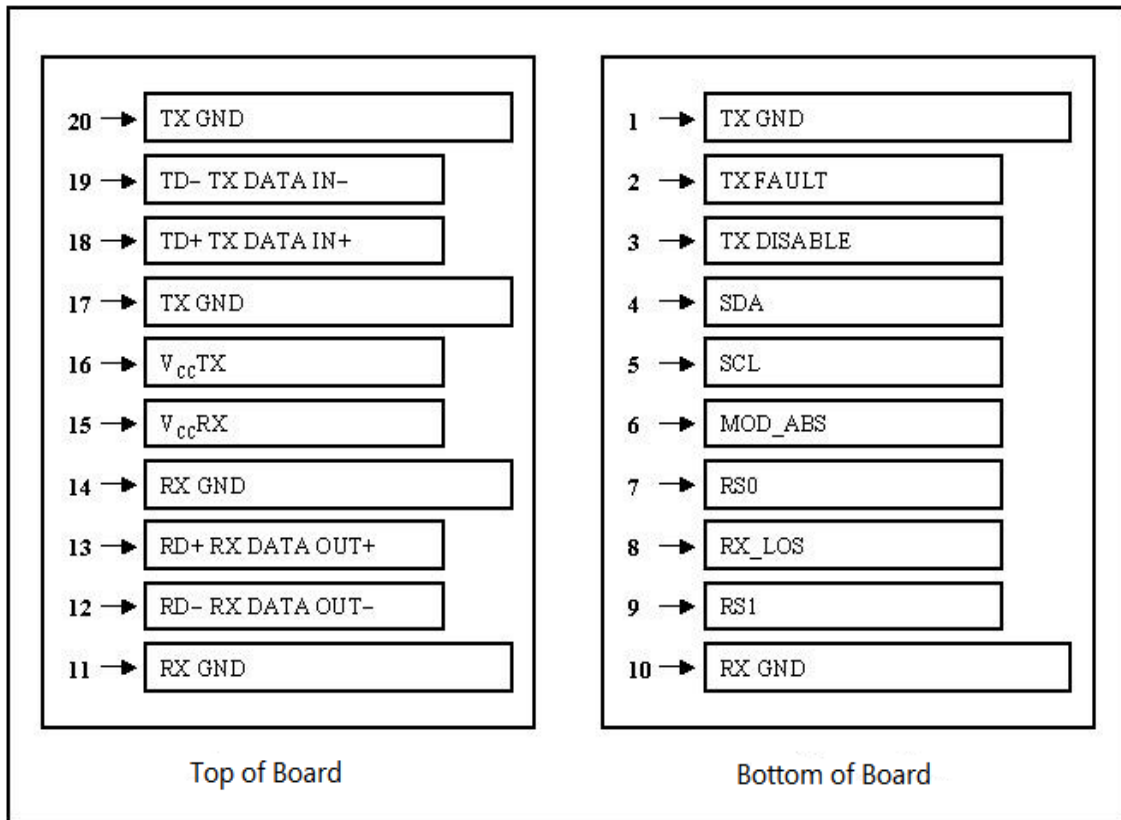 20 TX GND
19 TD− TX DATA IN−
18 TD+ TX DATA IN+
17 TX GND
16 VCCTX
15 VCCRX
14 RX GND
13 RD+ RX DATA OUT+
12 RD− RX DATA OUT−
11 RX GND
Top of Board
1 TX GND
2 TX FAULT
3 TX DISABLE
4 SDA
5 SCL
6 MOD_ABS
7 RS0
8 RX_LOS
9 RS1
10 RX GND
Bottom of Board